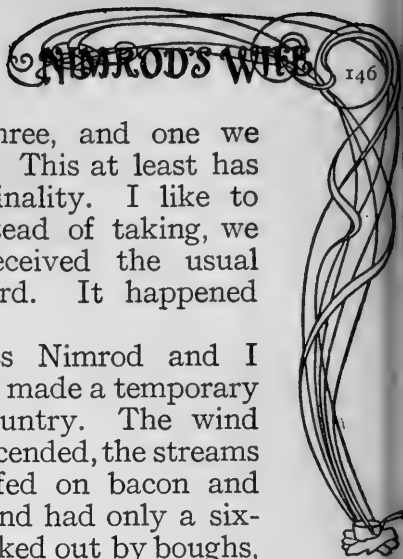 NIMROD'S WIFE 146
hree, and one we
This at least has
inality. I like to
tead of taking, we
eceived the usual
rd. It happened
s Nimrod and I
made a temporary
untry. The wind
cended, the streams
fed on bacon and
nd had only a six-
ked out by boughs,